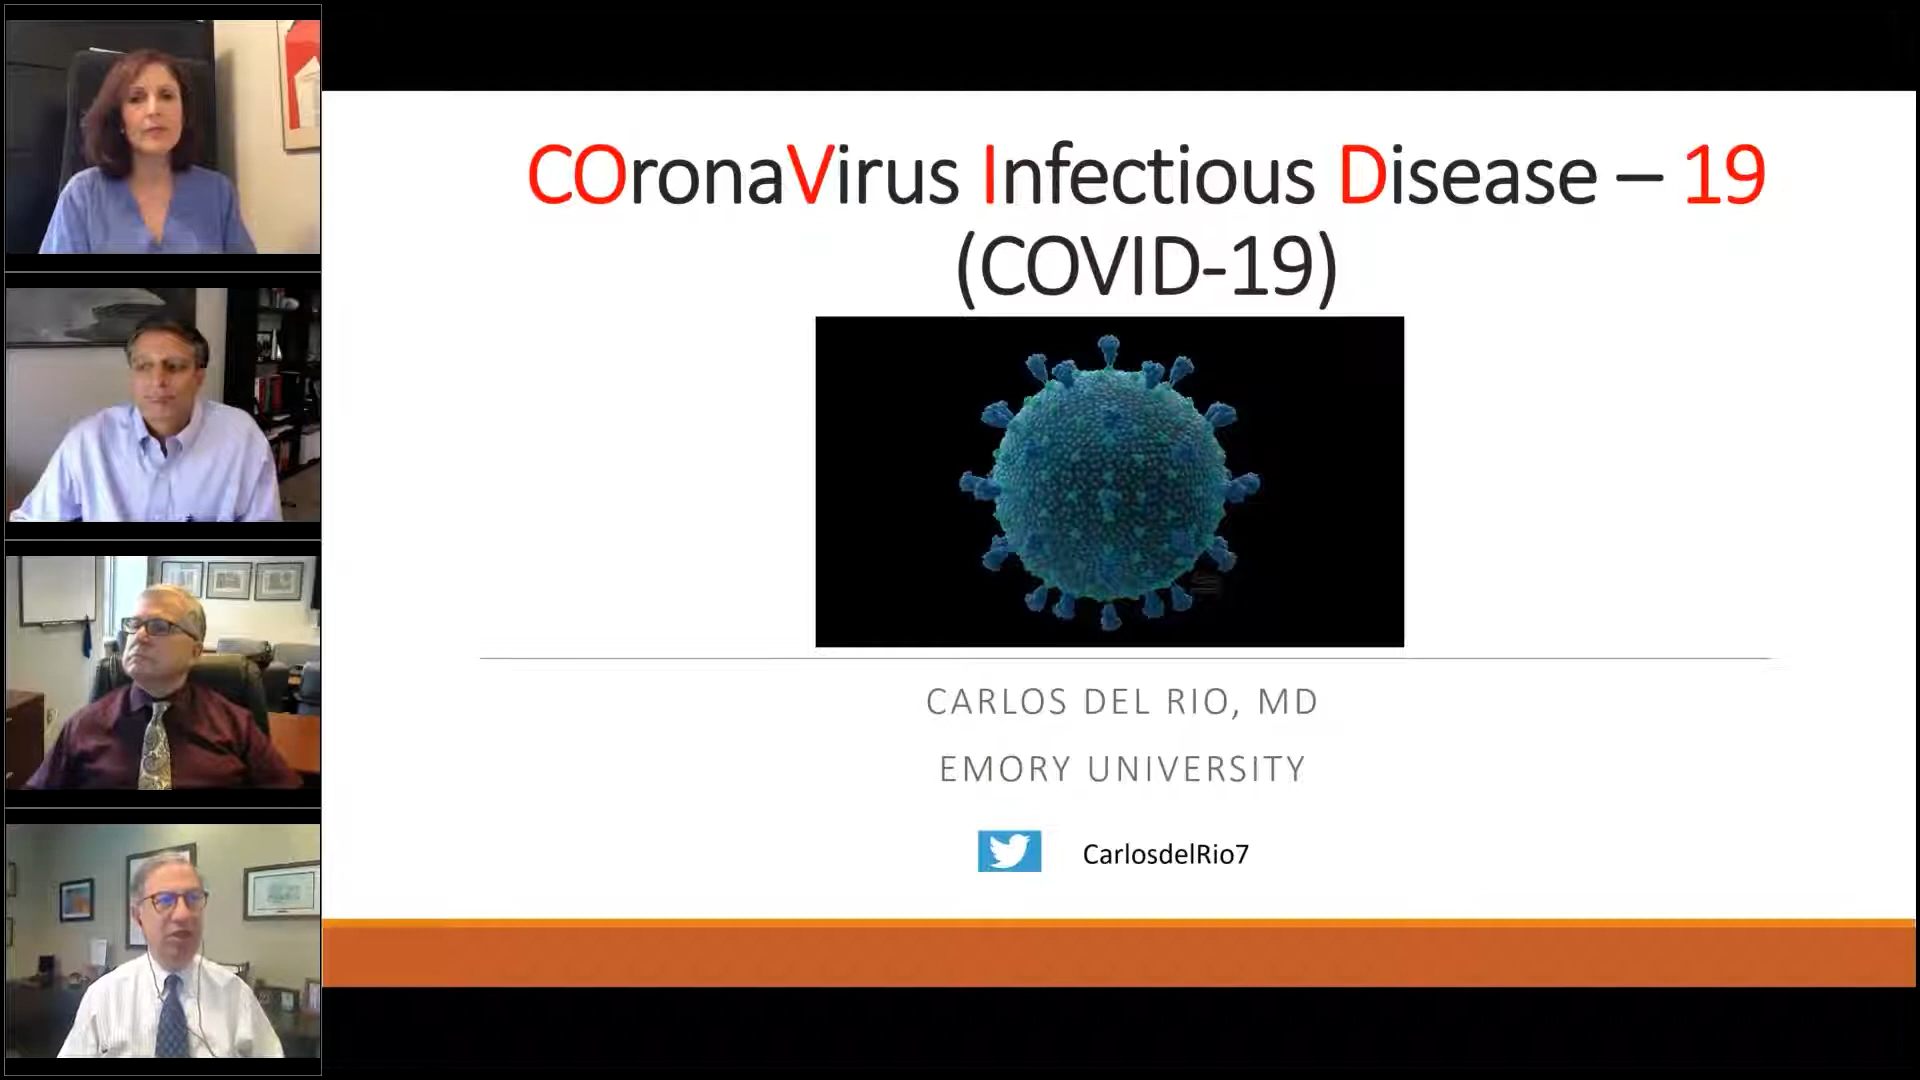 COronaVirus Infectious Disease – 19
(COVID-19)
CARLOS DEL RIO, MD
EMORY UNIVERSITY
CarlosdelRio7